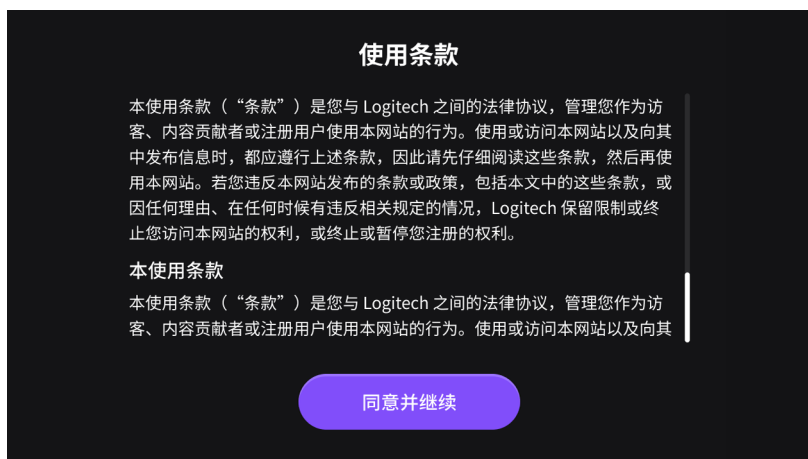 使用条款
本使用条款（“条款”）是您与 Logitech 之间的法律协议，管理您作为访
客、内容贡献者或注册用户使用本网站的行为。使用或访问本网站以及向其
中发布信息时，都应遵行上述条款，因此请先仔细阅读这些条款，然后再使
用本网站。若您违反本网站发布的条款或政策，包括本文中的这些条款，或
因任何理由、在任何时候有违反相关规定的情况，Logitech 保留限制或终
止您访问本网站的权利，或终止或暂停您注册的权利。
本使用条款
本使用条款（“条款”）是您与 Logitech 之间的法律协议，管理您作为访
客、内容贡献者或注册用户使用本网站的行为。使用或访问本网站以及向其
同意并继续